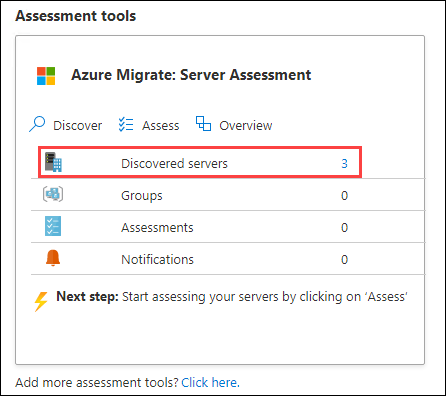 Assessment tools
Azure Migrate: Server Assessment
Discover Assess Overview
Discovered servers 3
Groups 0
Assessments 0
Notifications 0
Next step: Start assessing your servers by clicking on ‘Assess’
Add more assessment tools? Click here.